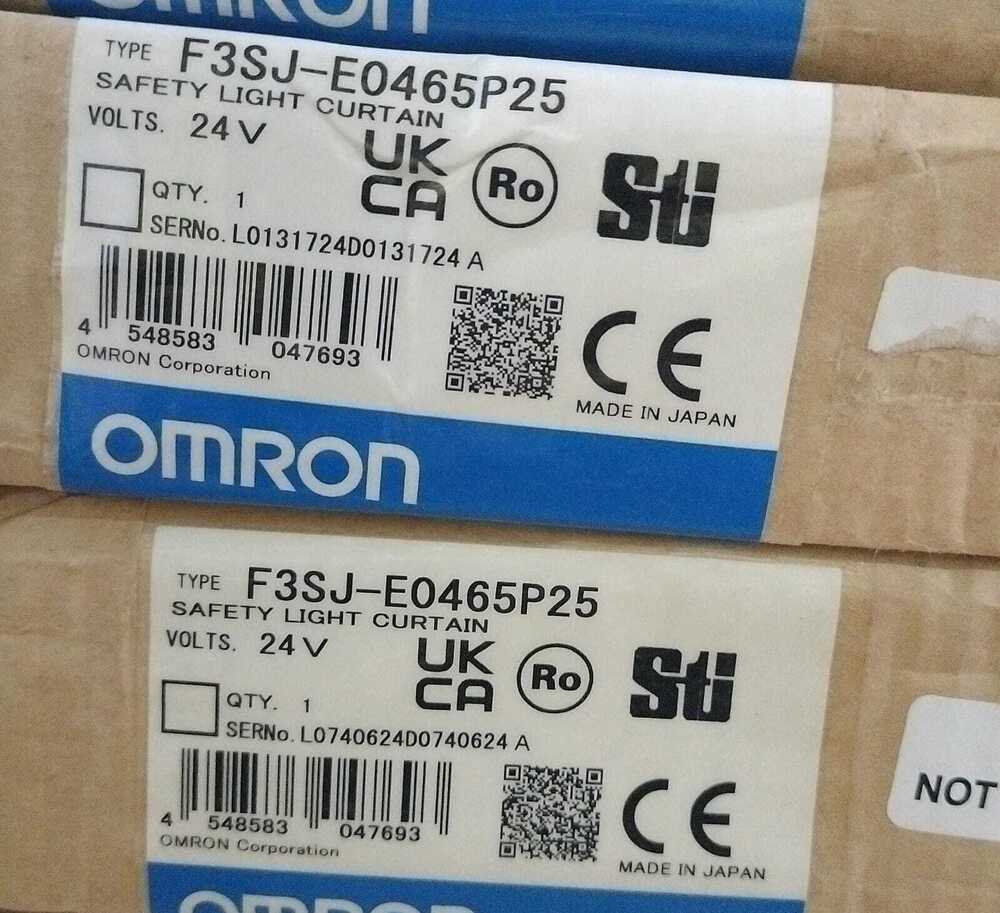 OMRON
TYPE F3SJ-E0465P25
SAFETY LIGHT CURTAIN
VOLTS. 24V
UK
CA
Ro
Sti
QTY. 1
SERNo. L0131724D0131724 A
4 548583 047693
OMRON Corporation
CE
MADE IN JAPAN
OMRON
TYPE F3SJ-E0465P25
SAFETY LIGHT CURTAIN
VOLTS. 24V
UK
CA
Ro
Sti
QTY. 1
SERNo. L0740624D0740624 A
4 548583 047693
OMRON Corporation
CE
MADE IN JAPAN
NOT
OMRON